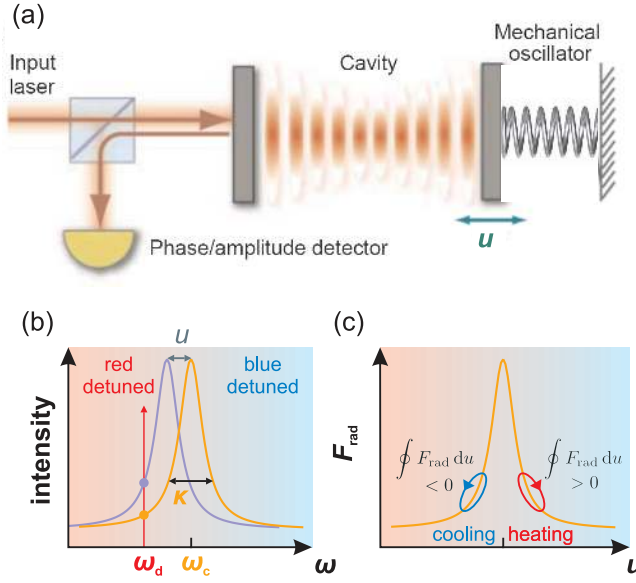 (a)
Input
laser
Cavity
Mechanical
oscillator
u
Phase/amplitude detector
(b)
u
red
detuned
blue
detuned
intensity
κ
ω_d
ω_c
ω
(c)
F_rad
∮ F_rad du
< 0
∮ F_rad du
> 0
cooling
heating
u